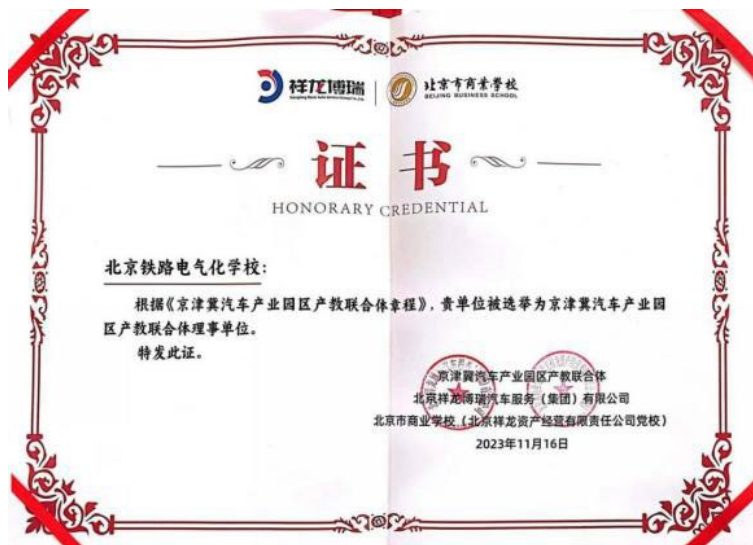 祥龙博瑞
北京市商业学校
BEIJING BUSINESS SCHOOL
证书
HONORARY CREDENTIAL
北京铁路电气化学校：
根据《京津冀汽车产业园区产教联合体章程》，贵单位被选举为京津冀汽车产业园
区产教联合体理事单位。
特发此证。
京津冀汽车产业园区产教联合体
北京祥龙博瑞汽车服务（集团）有限公司
北京市商业学校（北京祥龙资产经营有限责任公司党校）
2023年11月16日